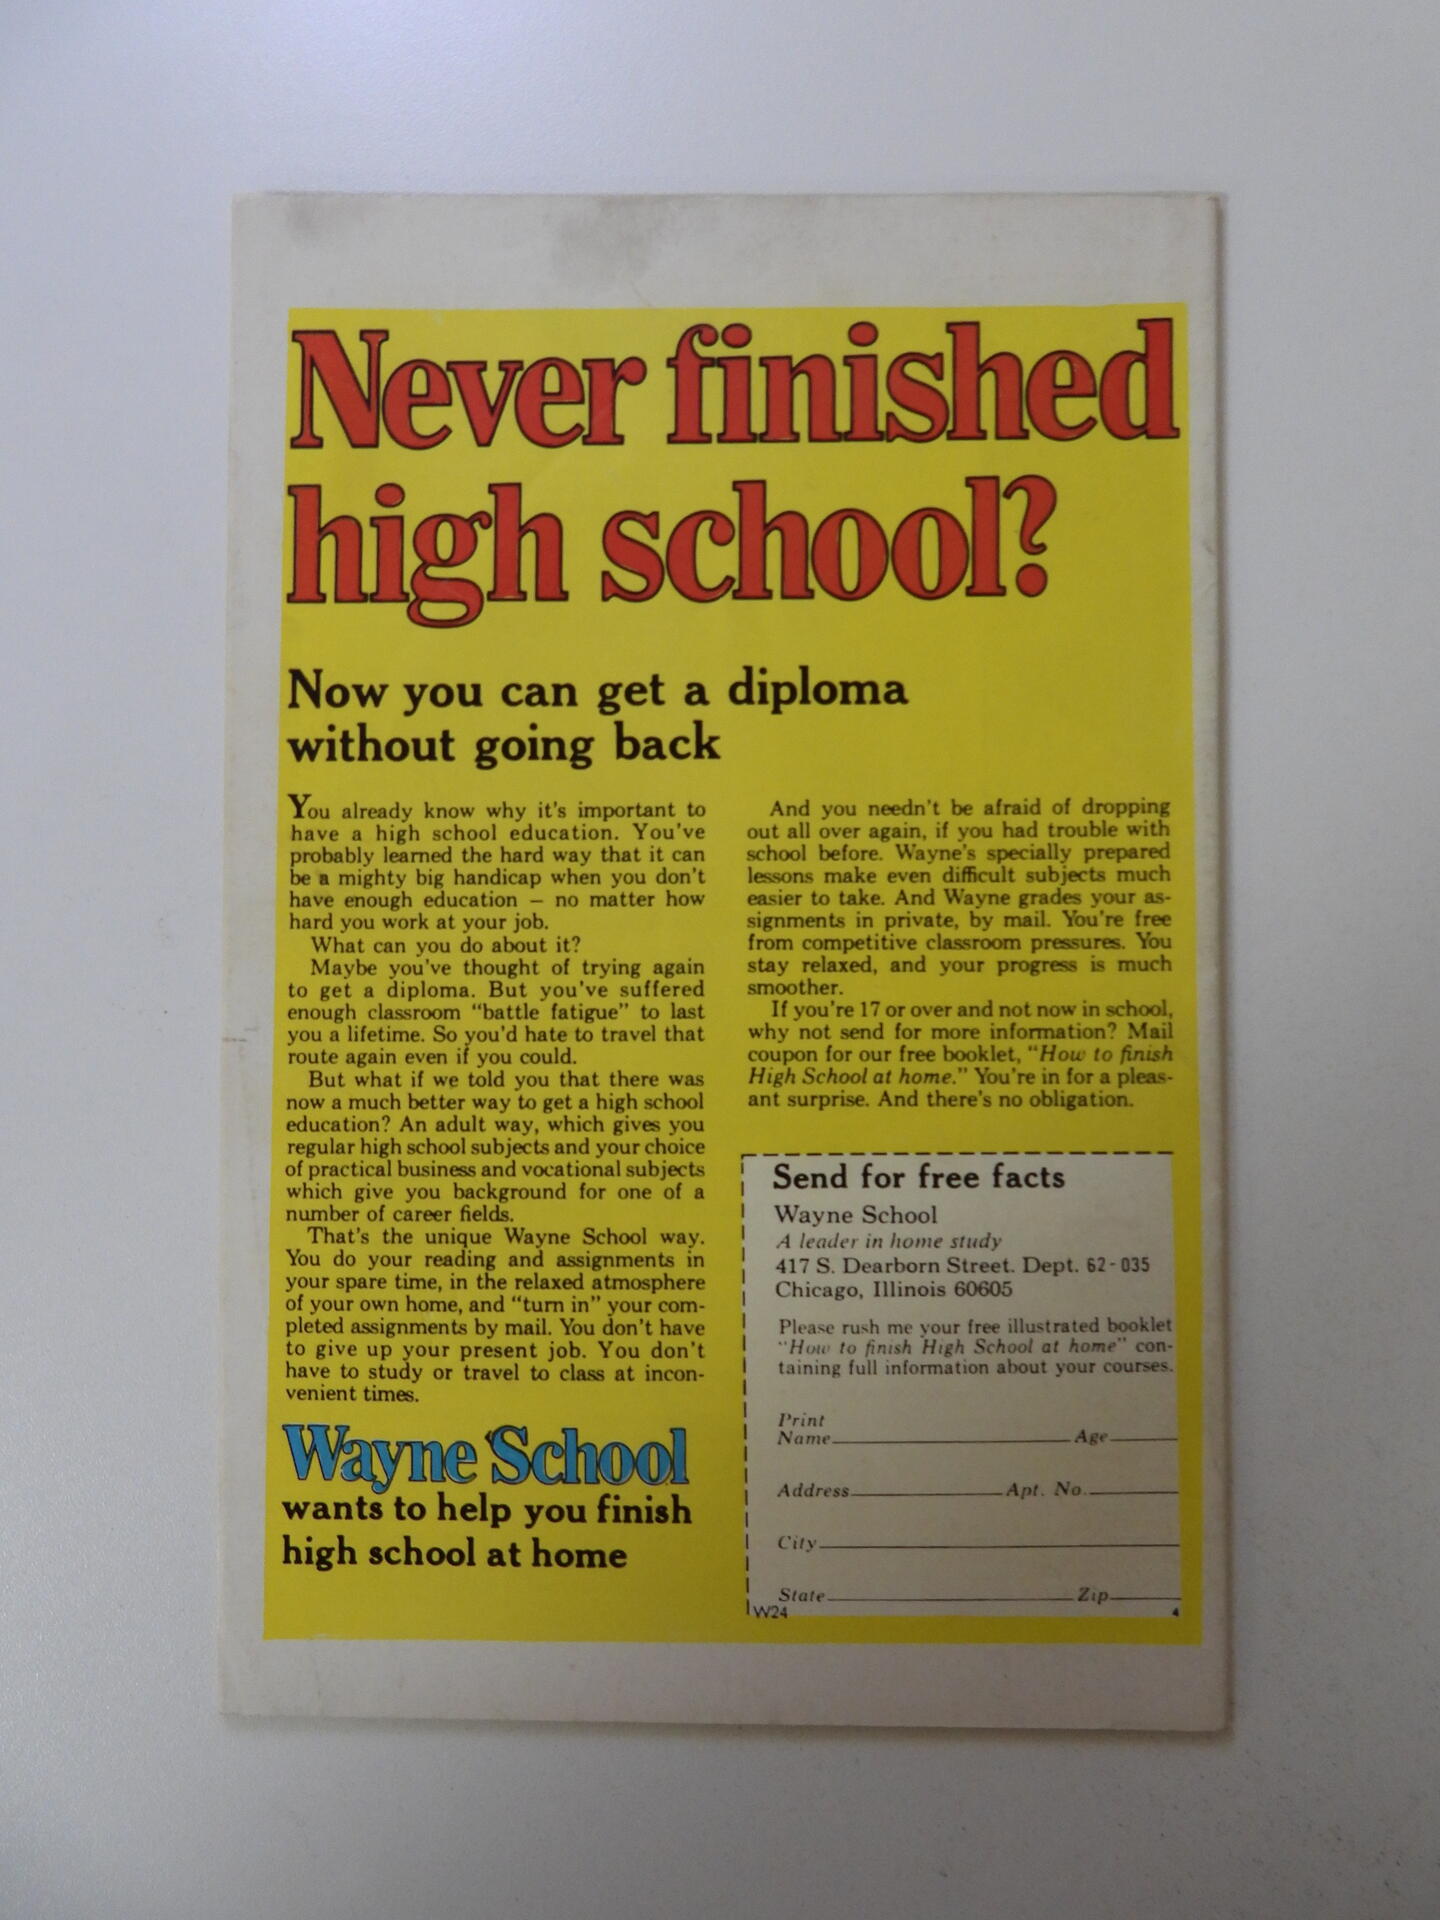 Never finished
high school?
Now you can get a diploma
without going back
You already know why it's important to
have a high school education. You've
probably learned the hard way that it can
be a mighty big handicap when you don't
have enough education — no matter how
hard you work at your job.
What can you do about it?
Maybe you've thought of trying again
to get a diploma. But you've suffered
enough classroom "battle fatigue" to last
you a lifetime. So you'd hate to travel that
route again even if you could.
But what if we told you that there was
now a much better way to get a high school
education? An adult way, which gives you
regular high school subjects and your choice
of practical business and vocational subjects
which give you background for one of a
number of career fields.
That's the unique Wayne School way.
You do your reading and assignments in
your spare time, in the relaxed atmosphere
of your own home, and "turn in" your com-
pleted assignments by mail. You don't have
to give up your present job. You don't
have to study or travel to class at incon-
venient times.
Wayne School
wants to help you finish
high school at home
And you needn't be afraid of dropping
out all over again, if you had trouble with
school before. Wayne's specially prepared
lessons make even difficult subjects much
easier to take. And Wayne grades your as-
signments in private, by mail. You're free
from competitive classroom pressures. You
stay relaxed, and your progress is much
smoother.
If you're 17 or over and not now in school,
why not send for more information? Mail
coupon for our free booklet, "How to finish
High School at home." You're in for a pleas-
ant surprise. And there's no obligation.
Send for free facts
Wayne School
A leader in home study
417 S. Dearborn Street. Dept. 62-035
Chicago, Illinois 60605
Please rush me your free illustrated booklet
"How to finish High School at home" con-
taining full information about your courses.
Print
Name Age
Address Apt. No.
City
State Zip
W24 4